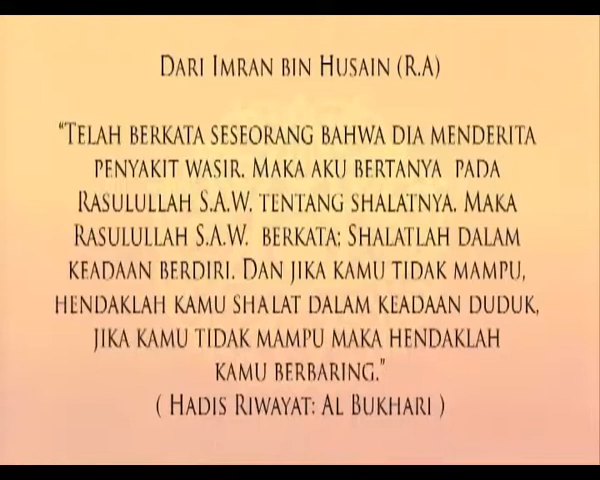 Dari Imran bin Husain (R.A)
“Telah berkata seseorang bahwa dia menderita
penyakit wasir. Maka aku bertanya pada
Rasulullah S.A.W. tentang shalatnya. Maka
Rasulullah S.A.W. berkata: Shalatlah dalam
keadaan berdiri. Dan jika kamu tidak mampu,
hendaklah kamu shalat dalam keadaan duduk,
jika kamu tidak mampu maka hendaklah
kamu berbaring.”
( Hadis Riwayat: Al Bukhari )